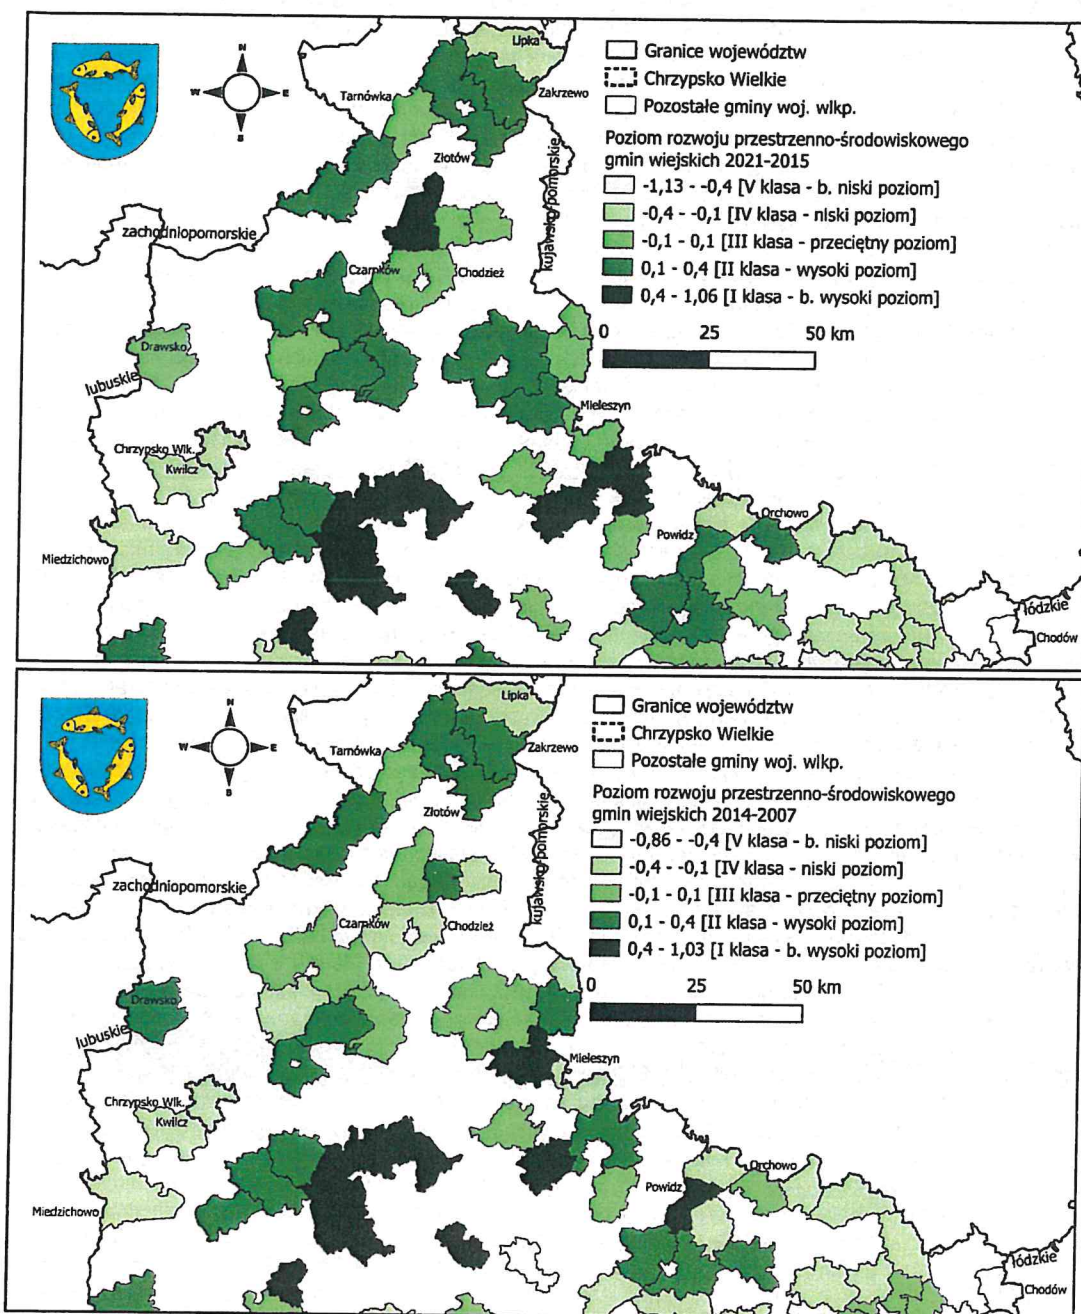 N
W
E
S
Lipka
Tarnówka
Zakrzewo
Złotów
zachodniopomorskie
kujawsko-pomorskie
Czarnków
Chodzież
Drawsko
lubuskie
Mieleszyn
Chrzypsko Wlk.
Kwilcz
Miedzichowo
Powidz
Orchowo
łódzkie
Chodów
Granice województw
Chrzypsko Wielkie
Pozostałe gminy woj. wlkp.
Poziom rozwoju przestrzenno-środowiskowego
gmin wiejskich 2021-2015
-1,13 - -0,4 [V klasa - b. niski poziom]
-0,4 - -0,1 [IV klasa - niski poziom]
-0,1 - 0,1 [III klasa - przeciętny poziom]
0,1 - 0,4 [II klasa - wysoki poziom]
0,4 - 1,06 [I klasa - b. wysoki poziom]
0 25 50 km
N
W
E
S
Lipka
Tarnówka
Zakrzewo
Złotów
zachodniopomorskie
kujawsko-pomorskie
Czarnków
Chodzież
Drawsko
lubuskie
Mieleszyn
Chrzypsko Wlk.
Kwilcz
Miedzichowo
Powidz
Orchowo
łódzkie
Chodów
Granice województw
Chrzypsko Wielkie
Pozostałe gminy woj. wlkp.
Poziom rozwoju przestrzenno-środowiskowego
gmin wiejskich 2014-2007
-0,86 - -0,4 [V klasa - b. niski poziom]
-0,4 - -0,1 [IV klasa - niski poziom]
-0,1 - 0,1 [III klasa - przeciętny poziom]
0,1 - 0,4 [II klasa - wysoki poziom]
0,4 - 1,03 [I klasa - b. wysoki poziom]
0 25 50 km